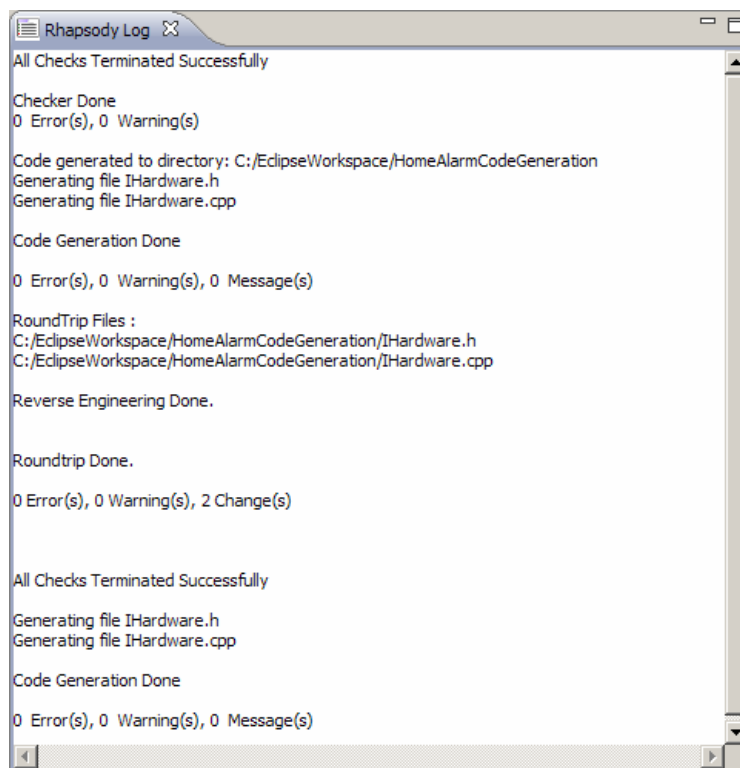 Rhapsody Log
All Checks Terminated Successfully
Checker Done
0 Error(s), 0 Warning(s)
Code generated to directory: C:/EclipseWorkspace/HomeAlarmCodeGeneration
Generating file IHardware.h
Generating file IHardware.cpp
Code Generation Done
0 Error(s), 0 Warning(s), 0 Message(s)
RoundTrip Files :
C:/EclipseWorkspace/HomeAlarmCodeGeneration/IHardware.h
C:/EclipseWorkspace/HomeAlarmCodeGeneration/IHardware.cpp
Reverse Engineering Done.
Roundtrip Done.
0 Error(s), 0 Warning(s), 2 Change(s)
All Checks Terminated Successfully
Generating file IHardware.h
Generating file IHardware.cpp
Code Generation Done
0 Error(s), 0 Warning(s), 0 Message(s)